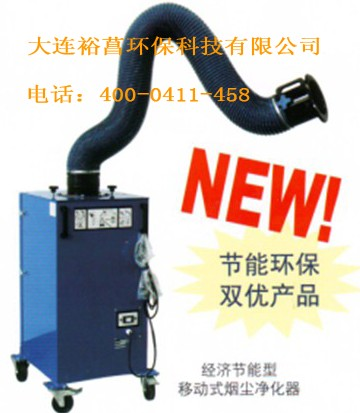 大连裕菖环保科技有限公司
电话：400-0411-458
NEW!
节能环保
双优产品
经济节能型
移动式烟尘净化器